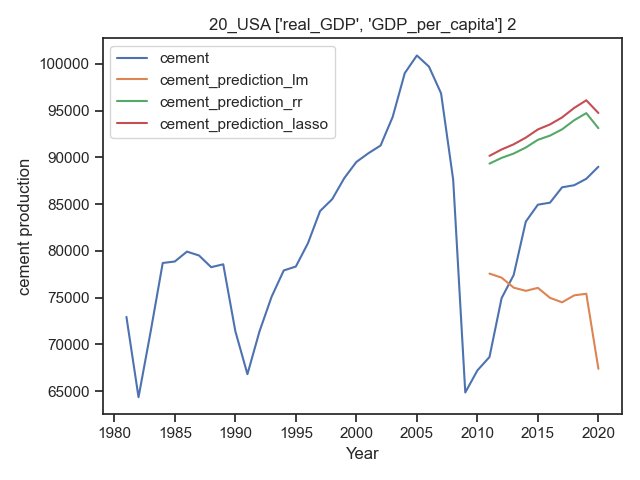 20_USA ['real_GDP', 'GDP_per_capita'] 2
cement
cement_prediction_lm
cement_prediction_rr
cement_prediction_lasso
cement production
100000
95000
90000
85000
80000
75000
70000
65000
1980 1985 1990 1995 2000 2005 2010 2015 2020
Year